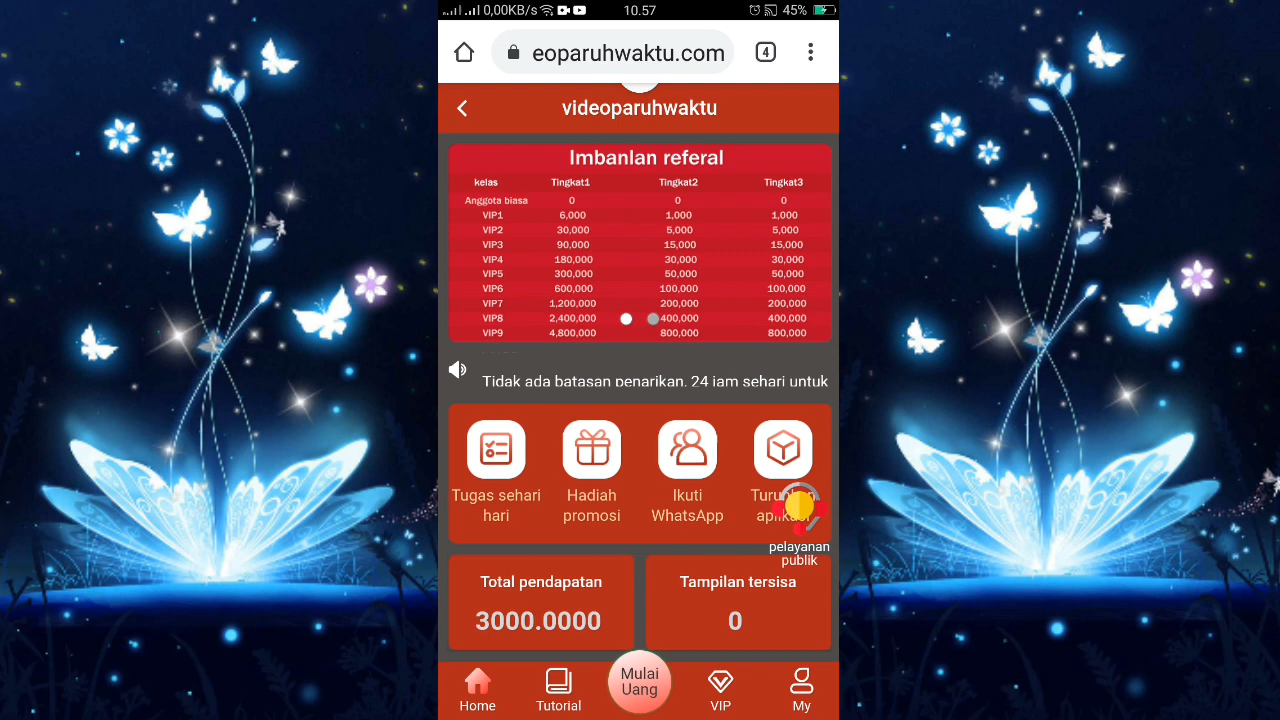 0,00KB/s 10.57 45%
eoparuhwaktu.com 4
videoparuhwaktu
Imbanlan referal
kelas Tingkat1 Tingkat2 Tingkat3
Anggota biasa 0 0 0
VIP1 6,000 1,000 1,000
VIP2 30,000 5,000 5,000
VIP3 90,000 15,000 15,000
VIP4 180,000 30,000 30,000
VIP5 300,000 50,000 50,000
VIP6 600,000 100,000 100,000
VIP7 1,200,000 200,000 200,000
VIP8 2,400,000 400,000 400,000
VIP9 4,800,000 800,000 800,000
Tidak ada batasan penarikan. 24 jam sehari untuk
Tugas sehari
hari
Hadiah
promosi
Ikuti
WhatsApp
aplikasi
pelayanan
publik
Total pendapatan
3000.0000
Tampilan tersisa
0
Home
Tutorial
Mulai
Uang
VIP
My